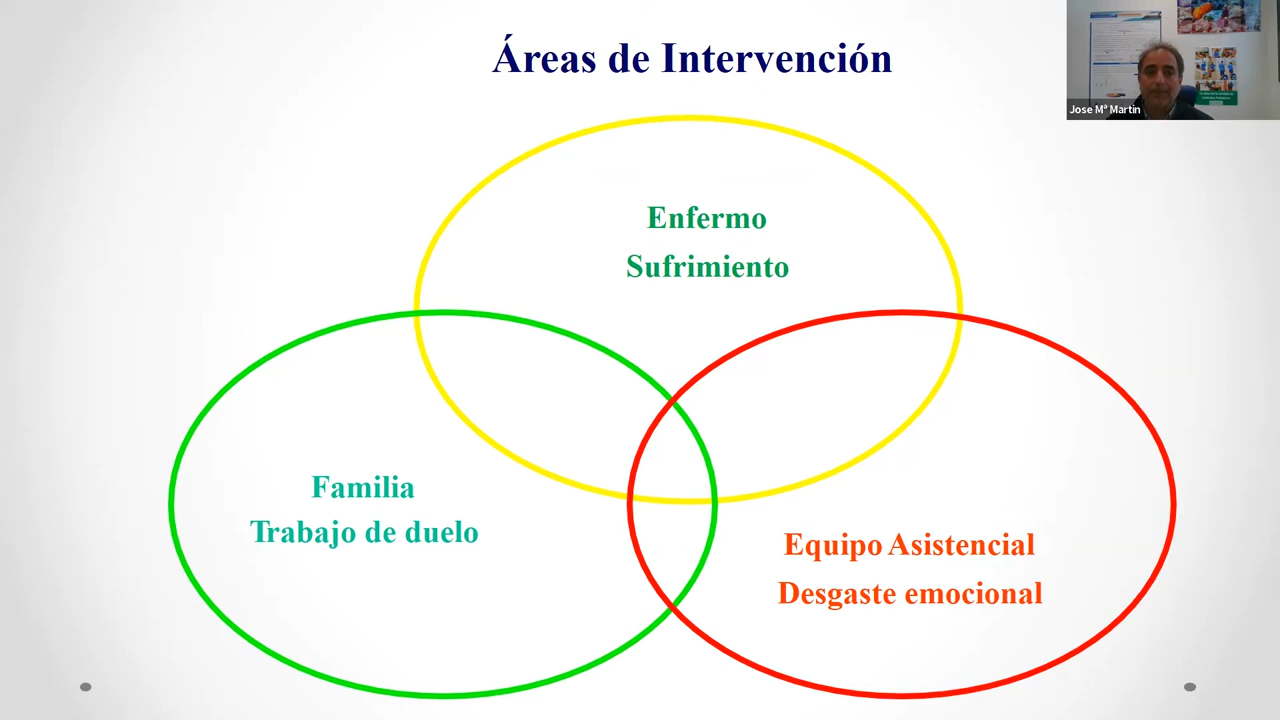 Áreas de Intervención
Jose Mª Martín
Enfermo
Sufrimiento
Familia
Trabajo de duelo
Equipo Asistencial
Desgaste emocional